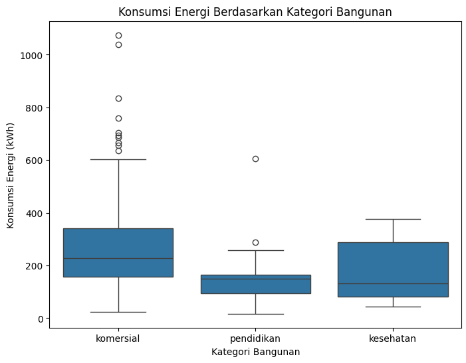 Konsumsi Energi Berdasarkan Kategori Bangunan
Konsumsi Energi (kWh)
1000
800
600
400
200
0
komersial pendidikan kesehatan
Kategori Bangunan